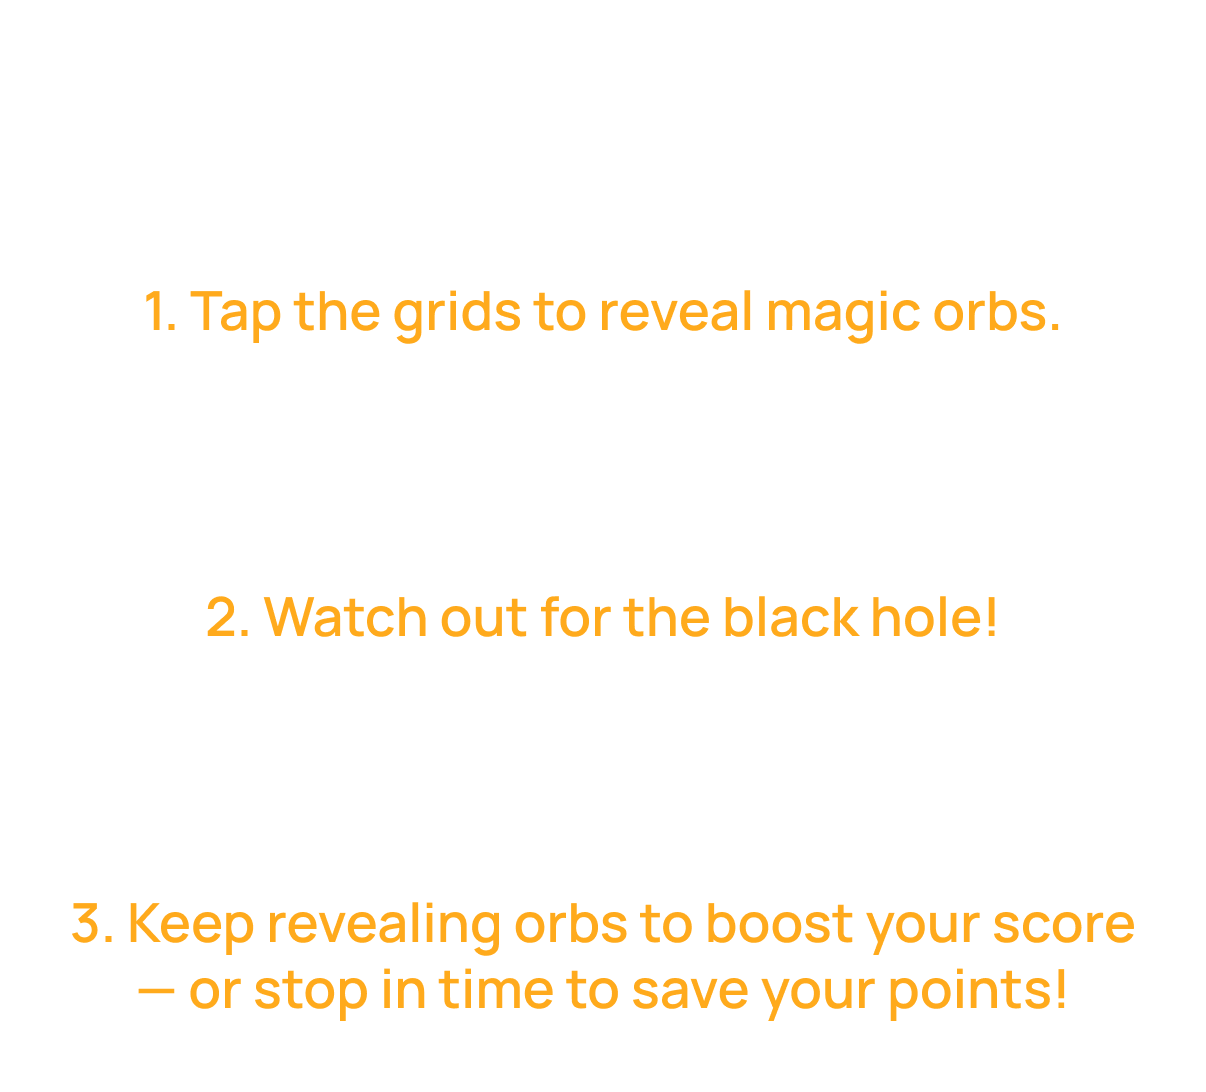 1. Tap the grids to reveal magic orbs.
2. Watch out for the black hole!
3. Keep revealing orbs to boost your score
— or stop in time to save your points!